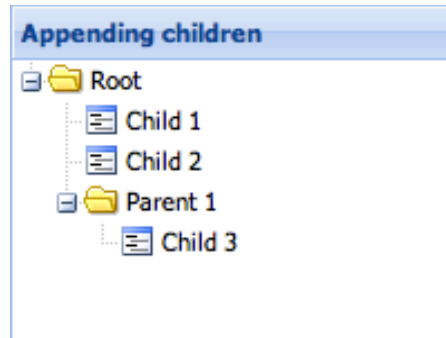 Appending children
Root
Child 1
Child 2
Parent 1
Child 3